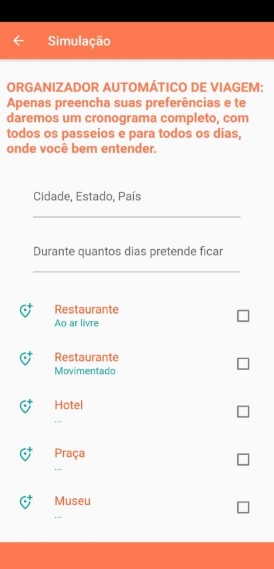 Simulação
ORGANIZADOR AUTOMÁTICO DE VIAGEM:
Apenas preencha suas preferências e te
daremos um cronograma completo, com
todos os passeios e para todos os dias,
onde você bem entender.
Cidade, Estado, País
Durante quantos dias pretende ficar
Restaurante
Ao ar livre
Restaurante
Movimentado
Hotel
...
Praça
...
Museu
...